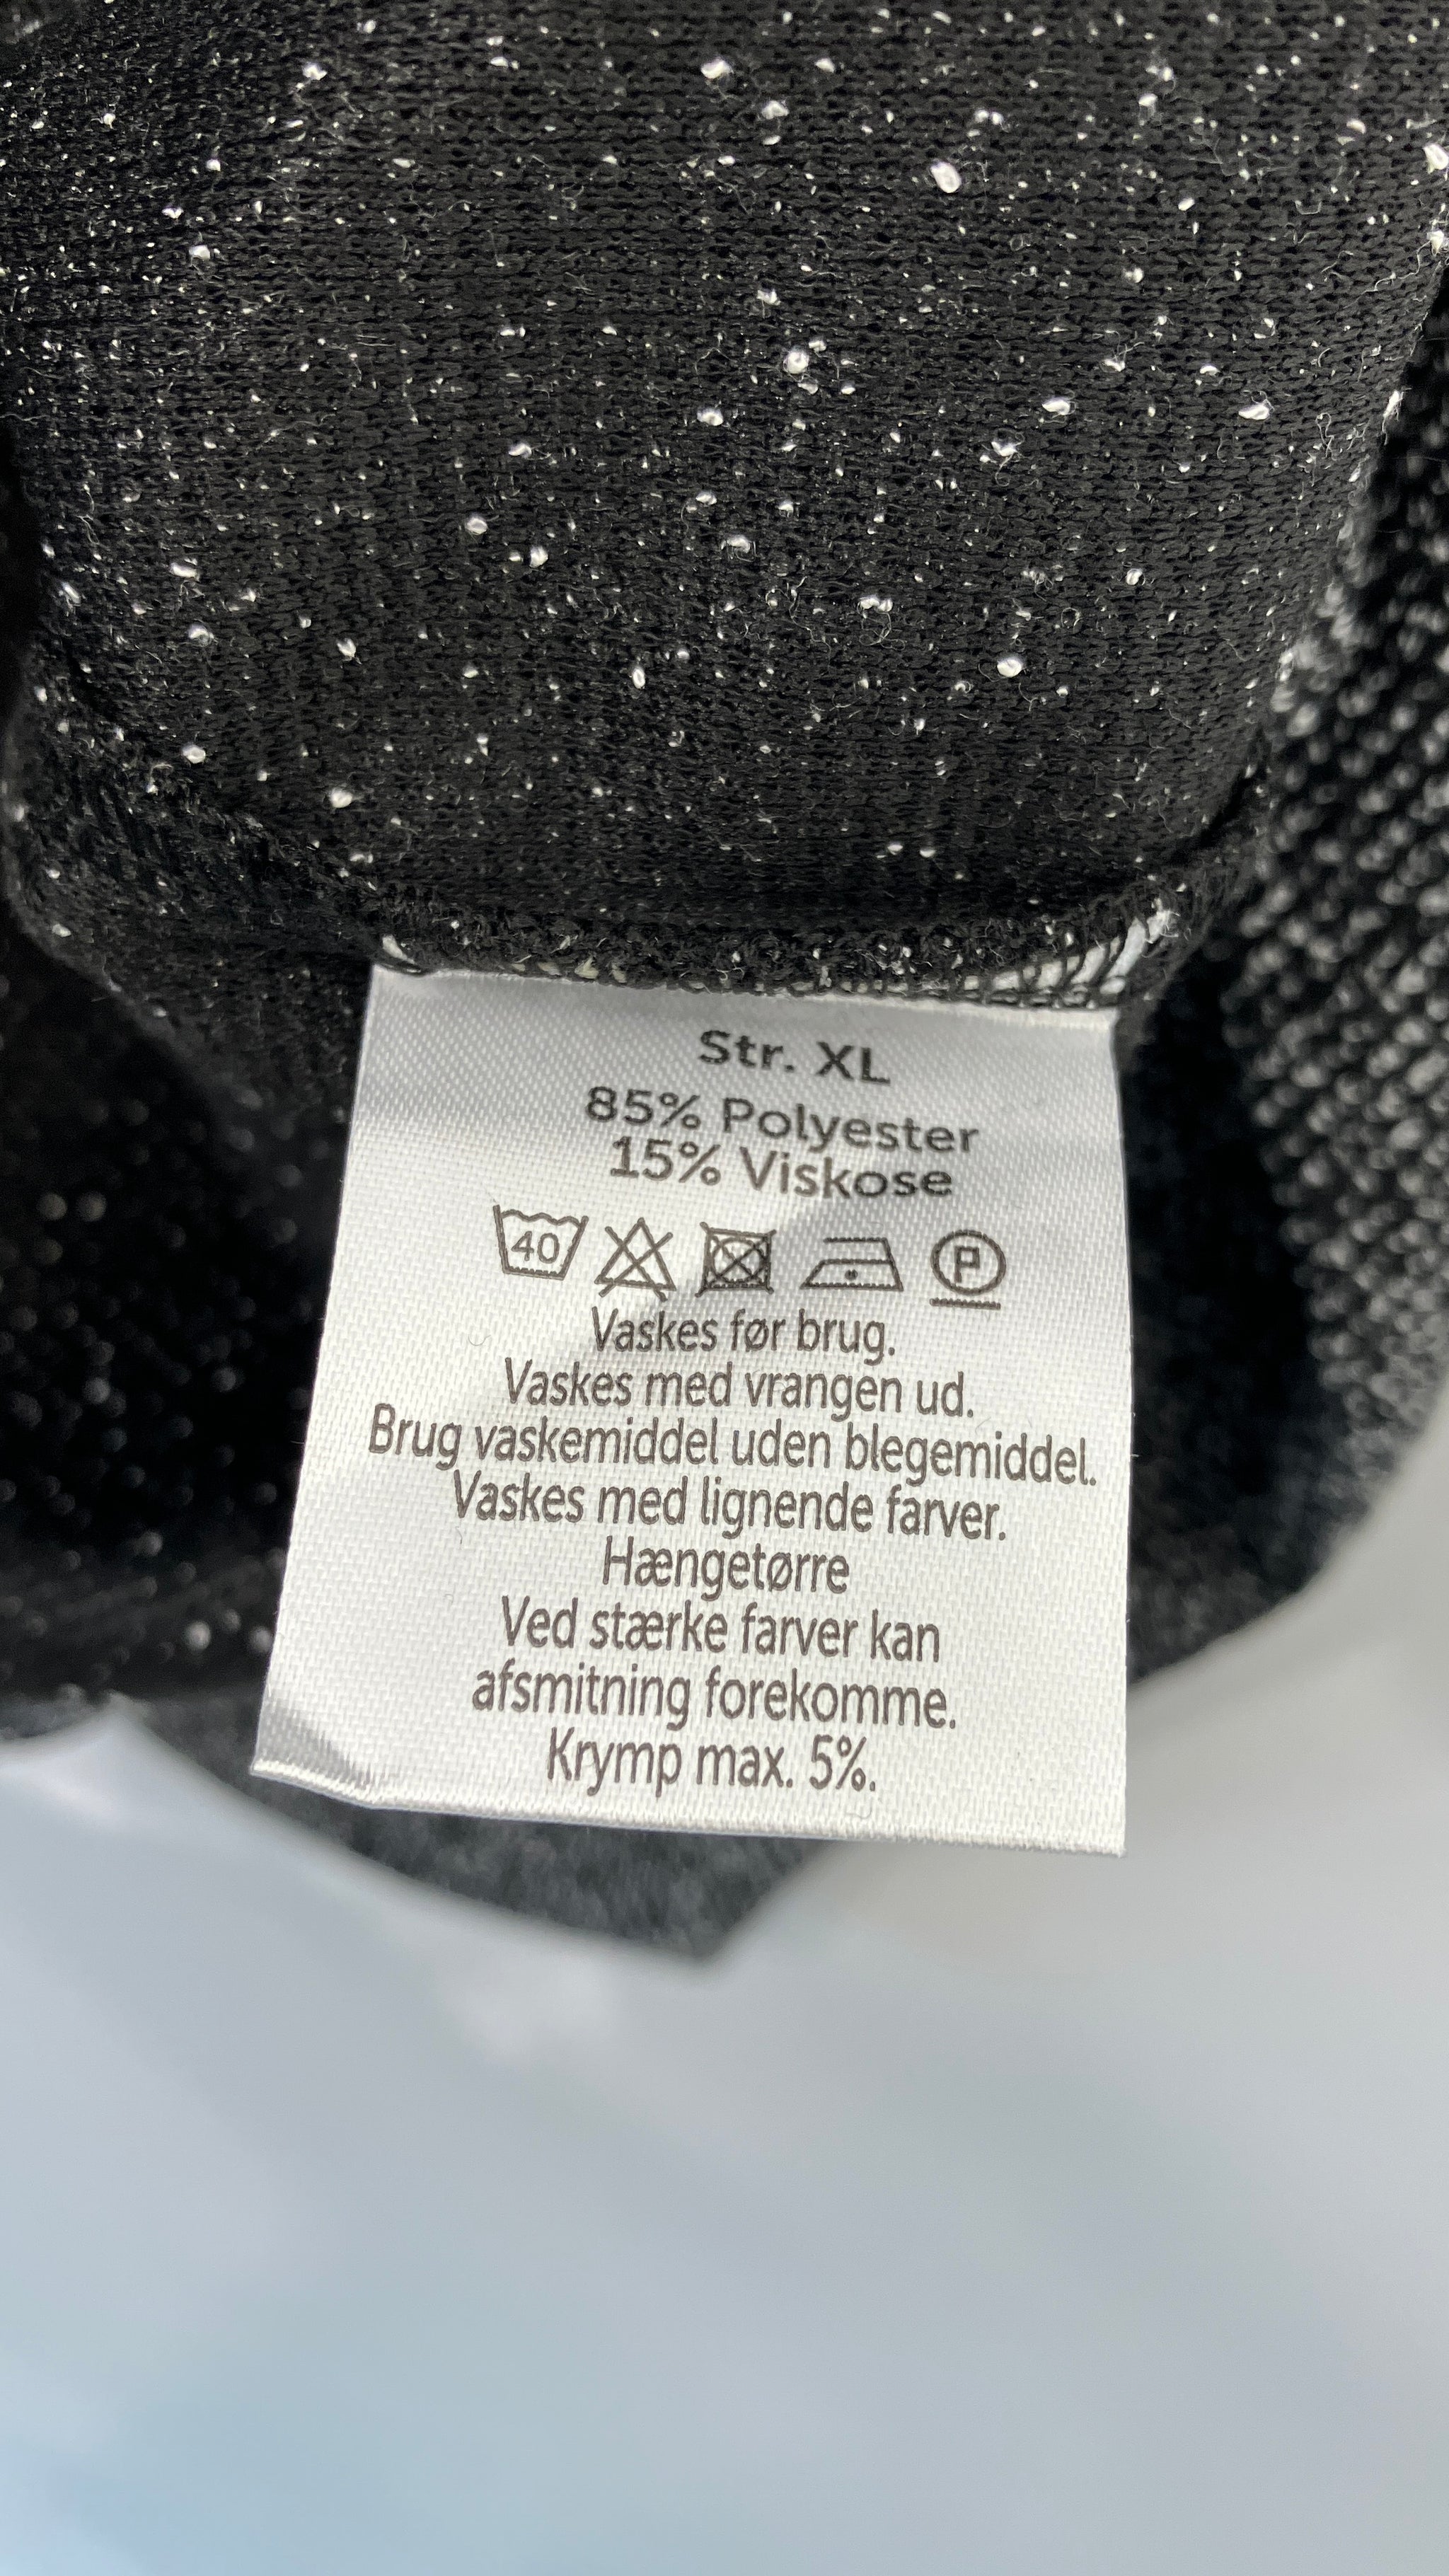 Str. XL
85% Polyester
15% Viskose
40 P
Vaskes før brug.
Vaskes med vrangen ud.
Brug vaskemiddel uden blegemiddel.
Vaskes med lignende farver.
Hængetørre
Ved stærke farver kan
afsmitning forekomme.
Krymp max. 5%.